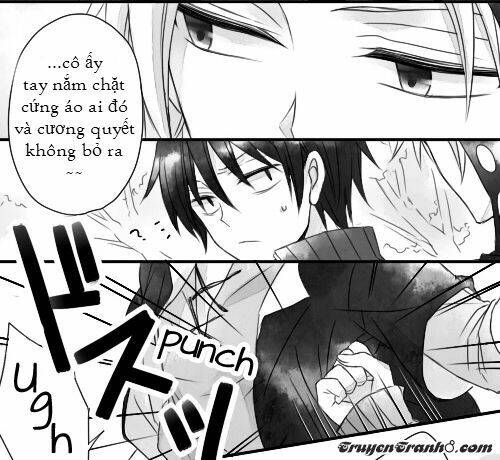 ...cô ấy
tay nắm chặt
cứng áo ai đó
và cương quyết
không bỏ ra
~~
? ?
ドスッ
punch
ugh
TruyenTranh8.com